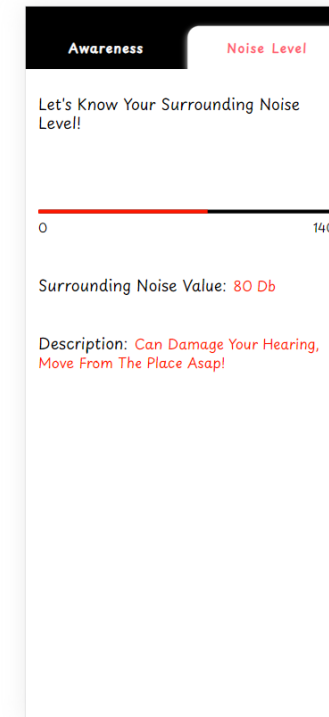 Awareness
Noise Level
Let's Know Your Surrounding Noise
Level!
0
140
Surrounding Noise Value: 80 Db
Description: Can Damage Your Hearing,
Move From The Place Asap!